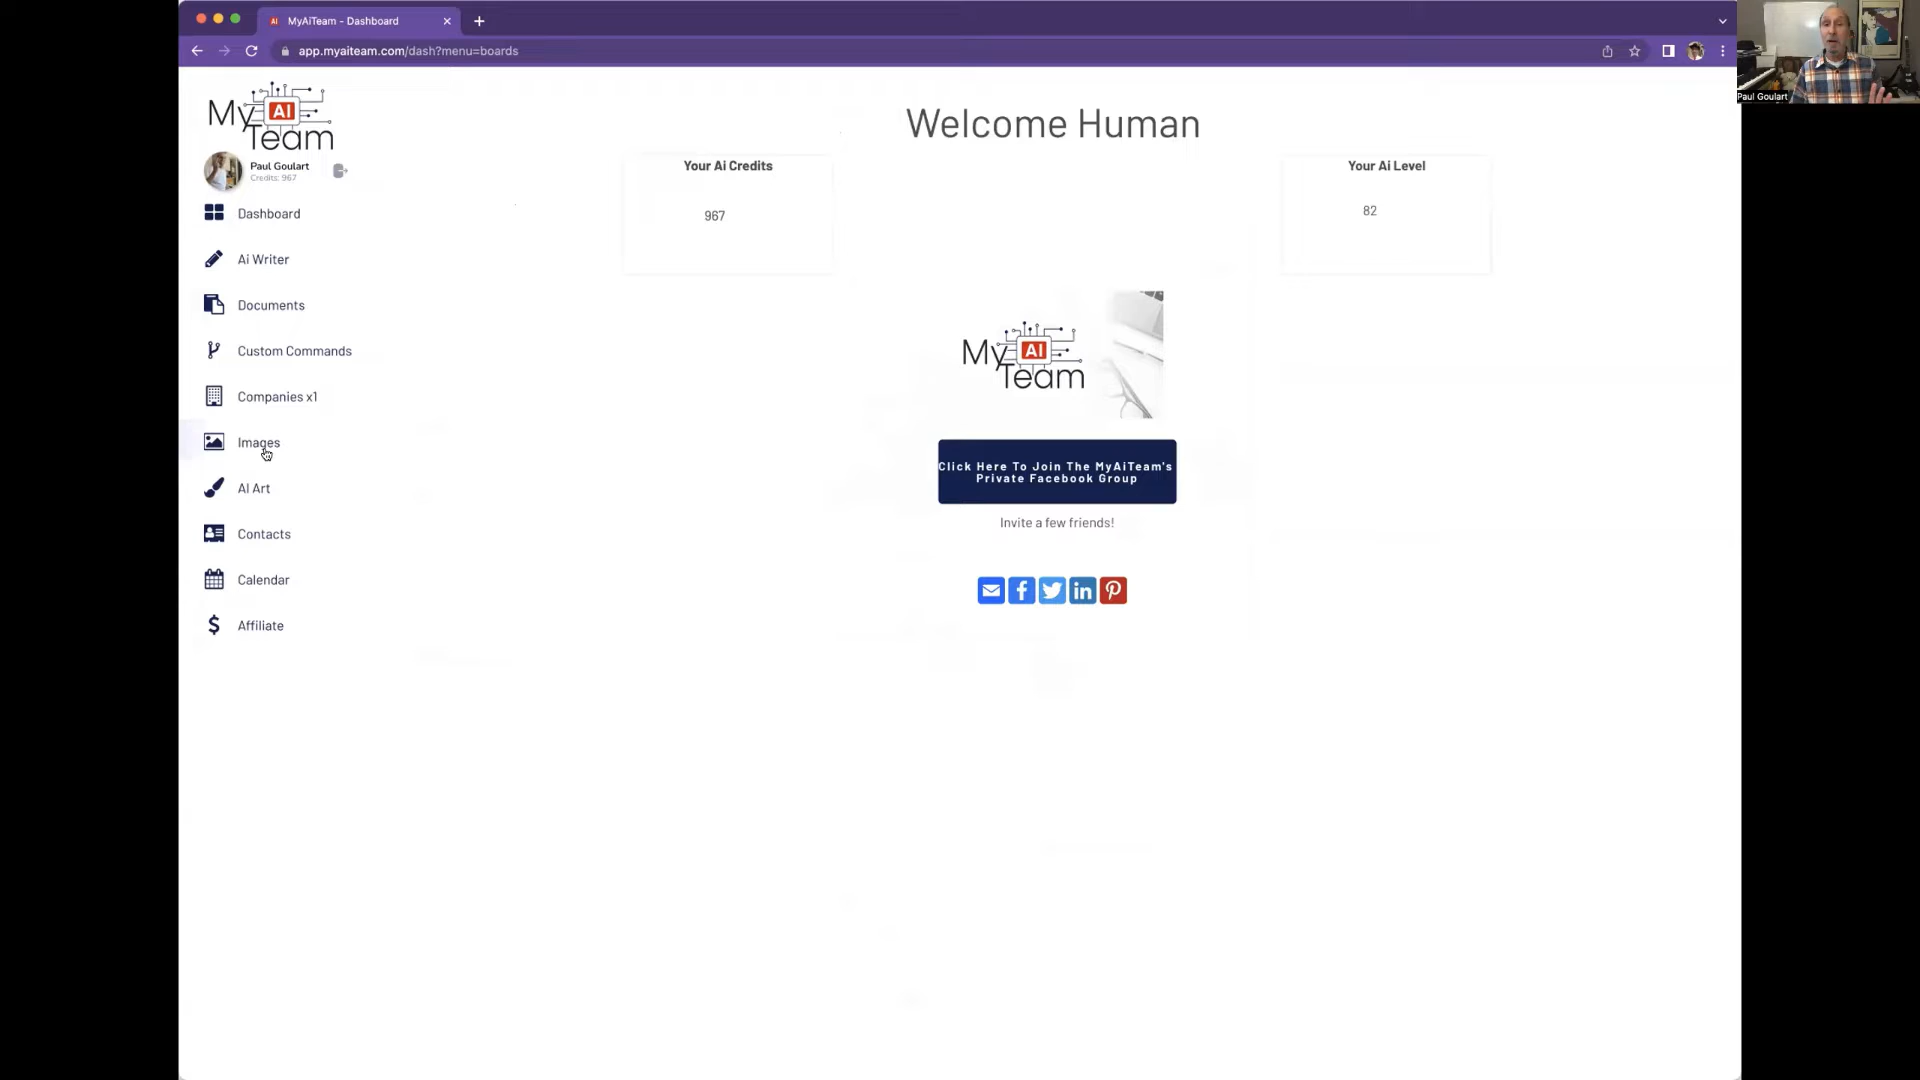 MyAiTeam - Dashboard
app.myaiteam.com/dash?menu=boards
Paul Goulart
My AI
Team
Paul Goulart
Credits: 967
Dashboard
Ai Writer
Documents
Custom Commands
Companies x1
Images
AI Art
Contacts
Calendar
Affiliate
Welcome Human
Your Ai Credits
967
Your Ai Level
82
My AI
Team
Click Here To Join The MyAiTeam's
Private Facebook Group
Invite a few friends!